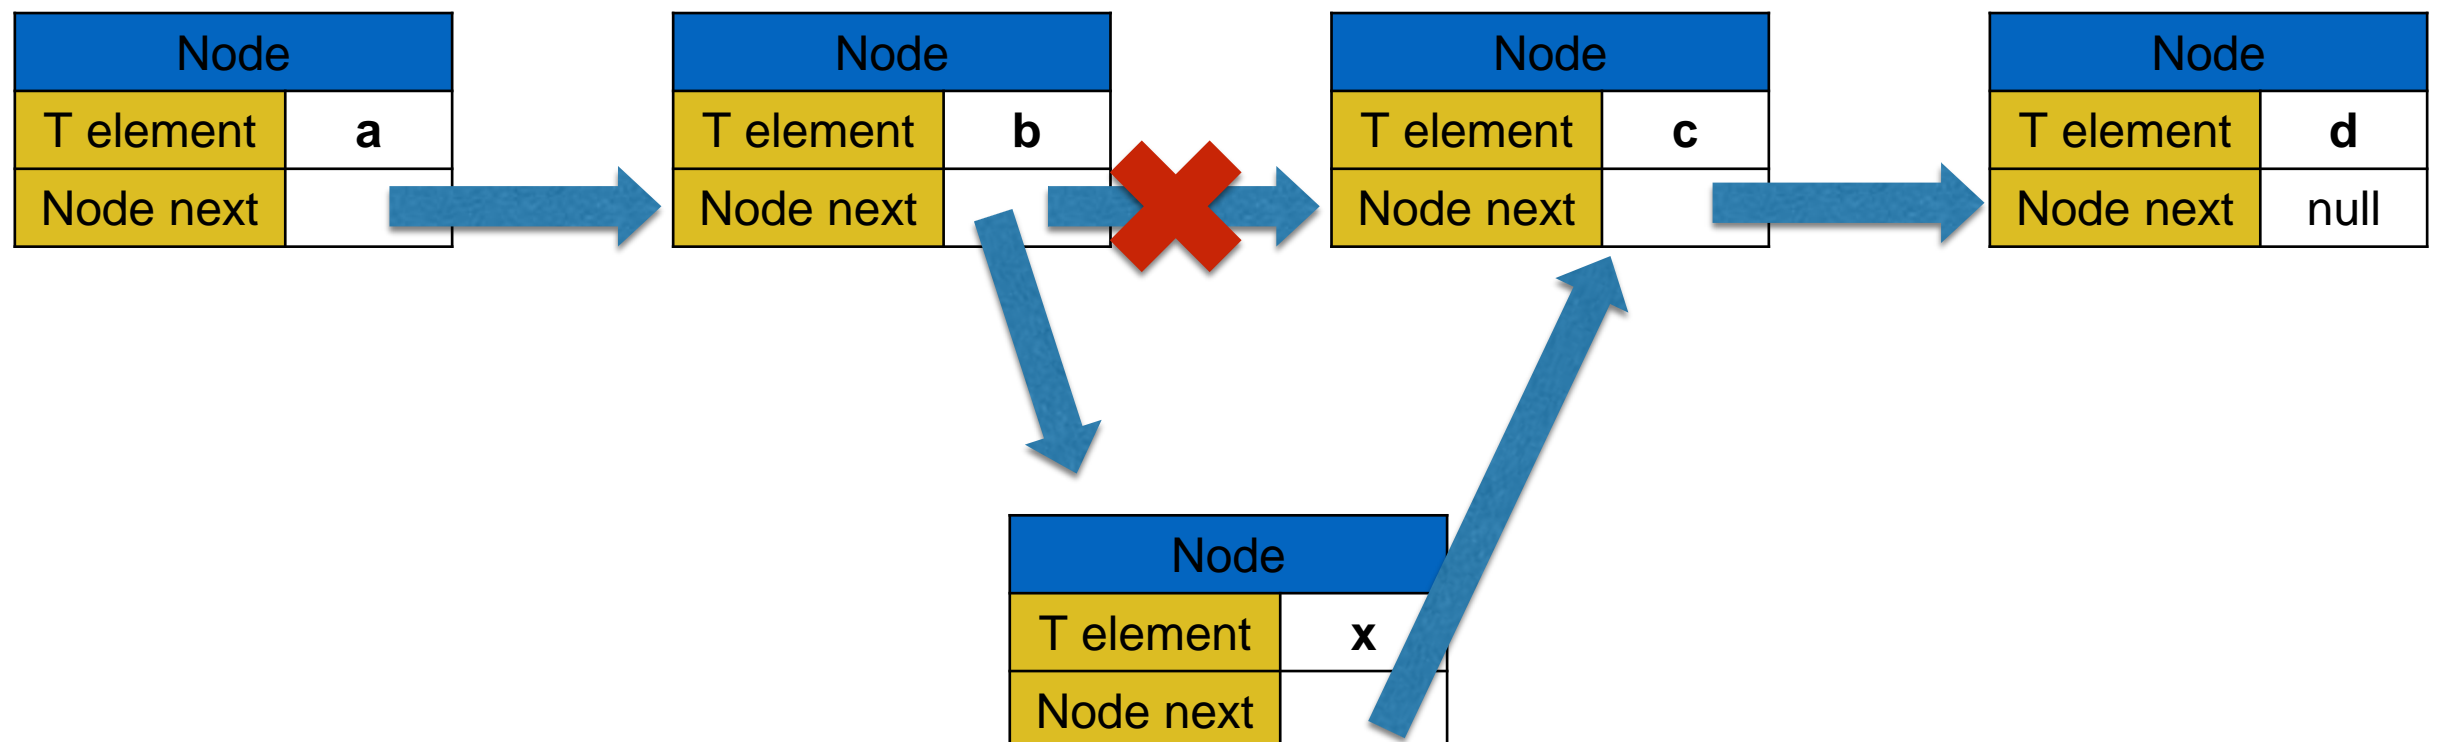 Node Node Node Node
T element a T element b T element c T element d
Node next Node next Node next Node next null
Node
T element x
Node next